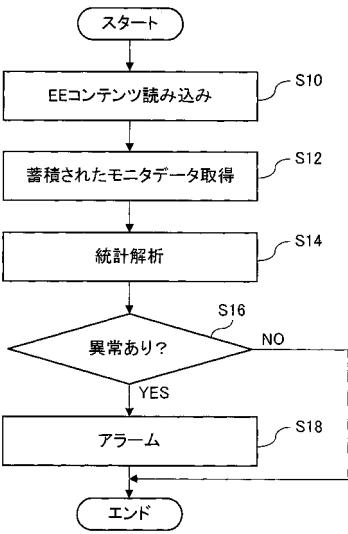 スタート
EEコンテンツ読み込み
S10
蓄積されたモニタデータ取得
S12
統計解析
S14
異常あり?
S16
NO
YES
アラーム
S18
エンド